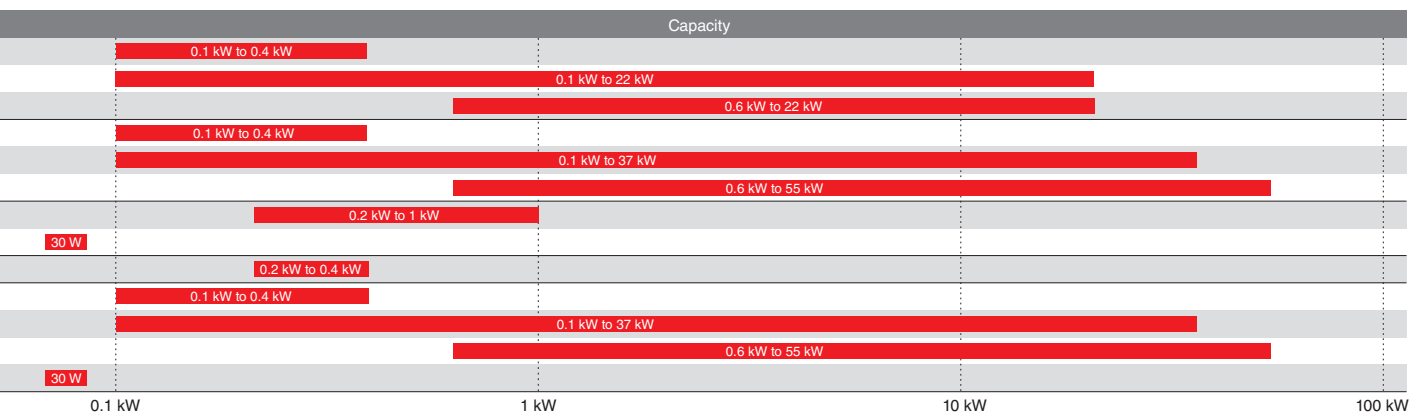 Capacity
0.1 kW to 0.4 kW
0.1 kW to 22 kW
0.6 kW to 22 kW
0.1 kW to 0.4 kW
0.1 kW to 37 kW
0.6 kW to 55 kW
0.2 kW to 1 kW
30 W
0.2 kW to 0.4 kW
0.1 kW to 0.4 kW
0.1 kW to 37 kW
0.6 kW to 55 kW
30 W
0.1 kW 1 kW 10 kW 100 kW